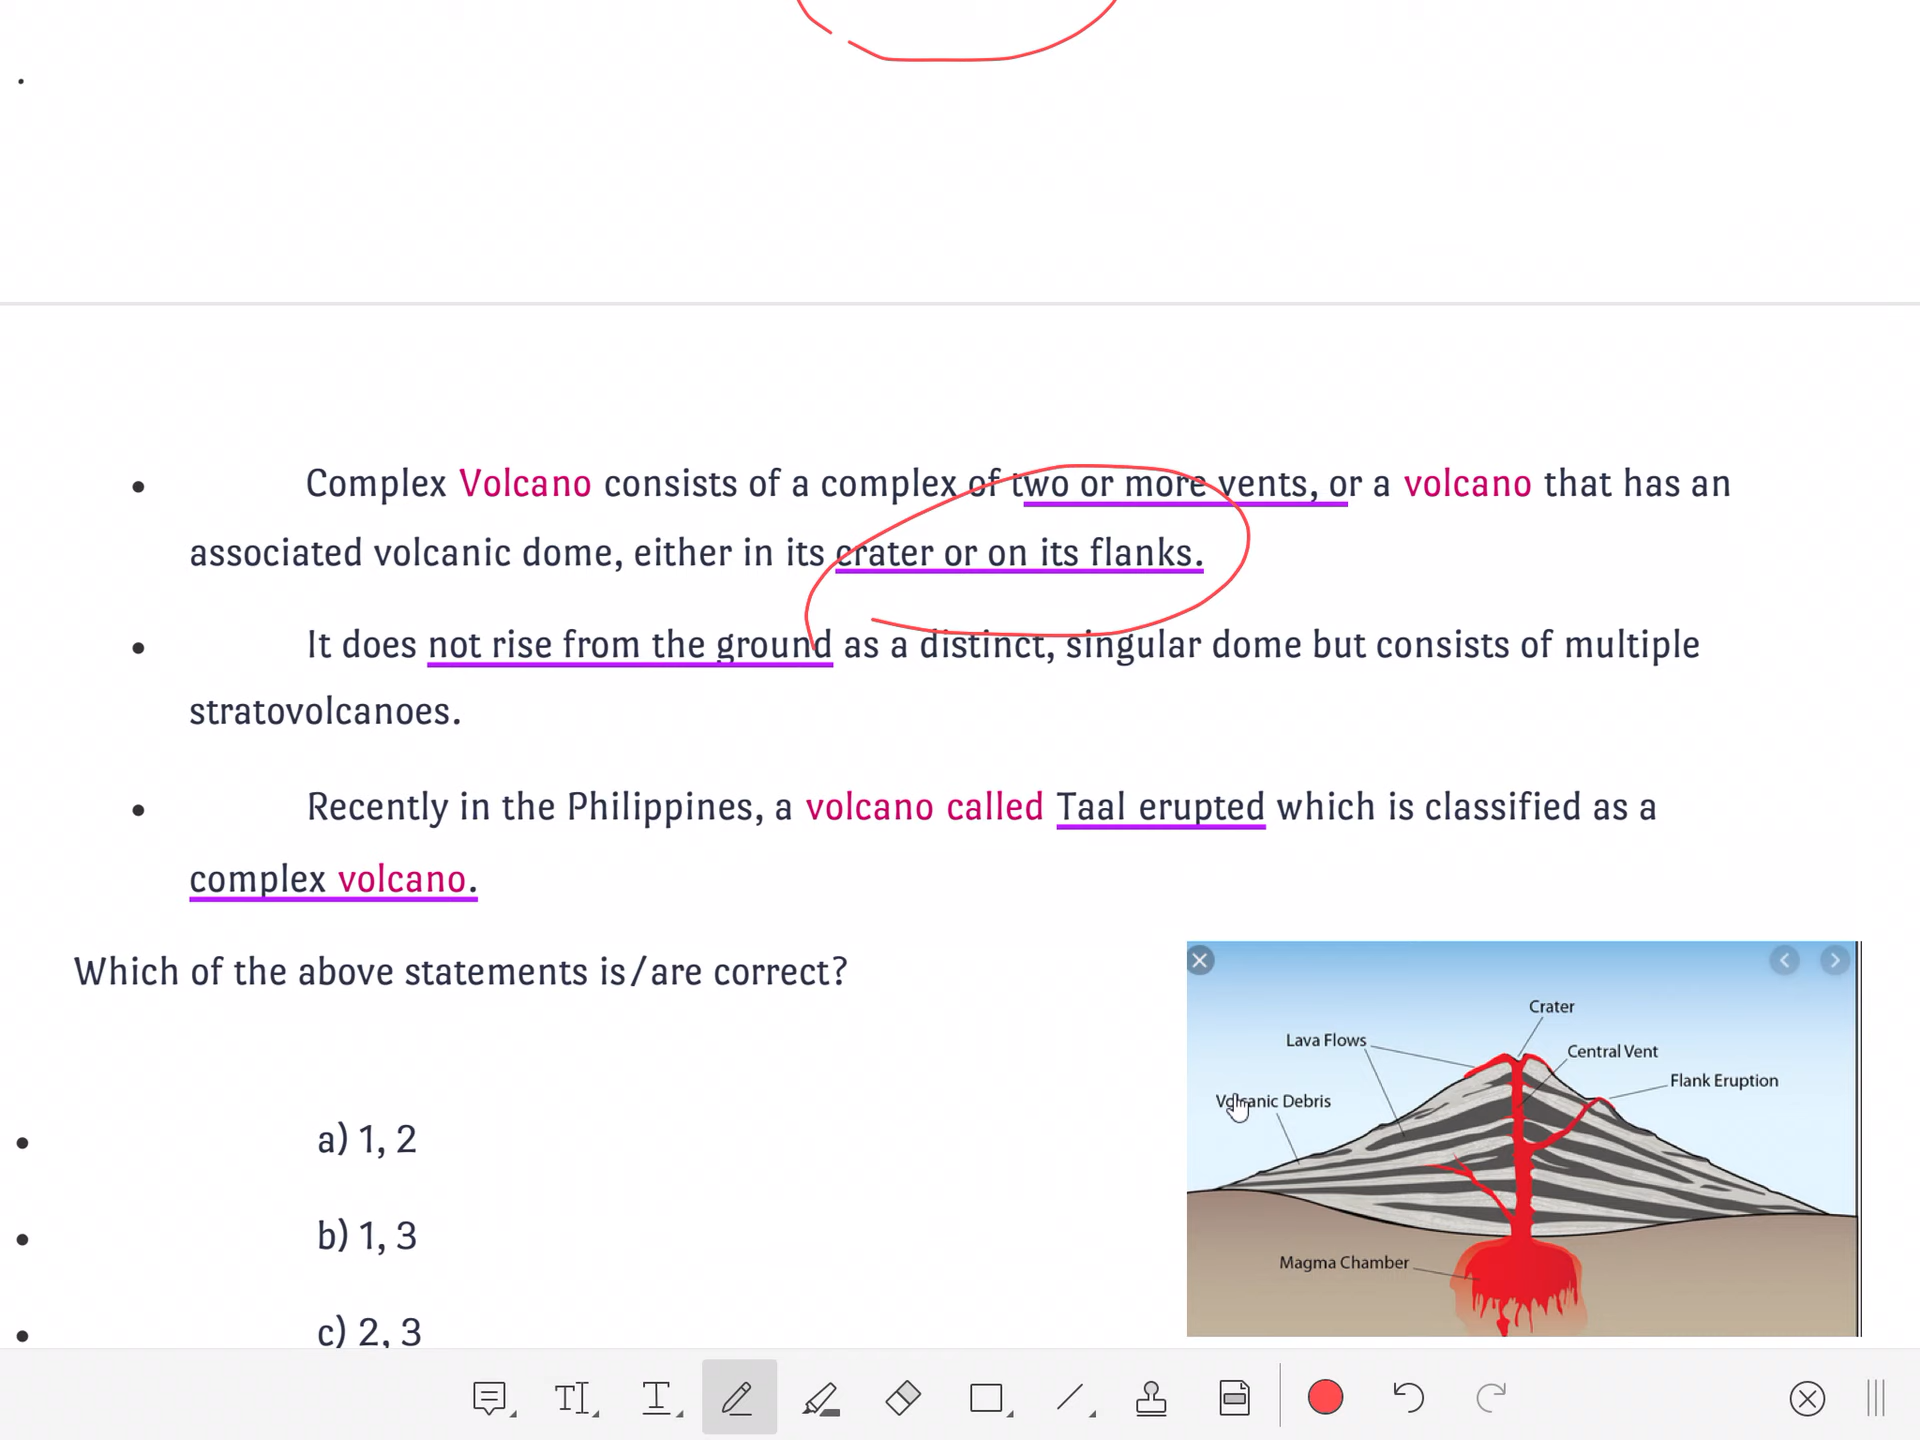 Complex Volcano consists of a complex of two or more vents, or a volcano that has an
associated volcanic dome, either in its crater or on its flanks.
It does not rise from the ground as a distinct, singular dome but consists of multiple
stratovolcanoes.
Recently in the Philippines, a volcano called Taal erupted which is classified as a
complex volcano.
Which of the above statements is/are correct?
a) 1, 2
b) 1, 3
c) 2, 3
Crater
Lava Flows
Central Vent
Flank Eruption
Volcanic Debris
Magma Chamber